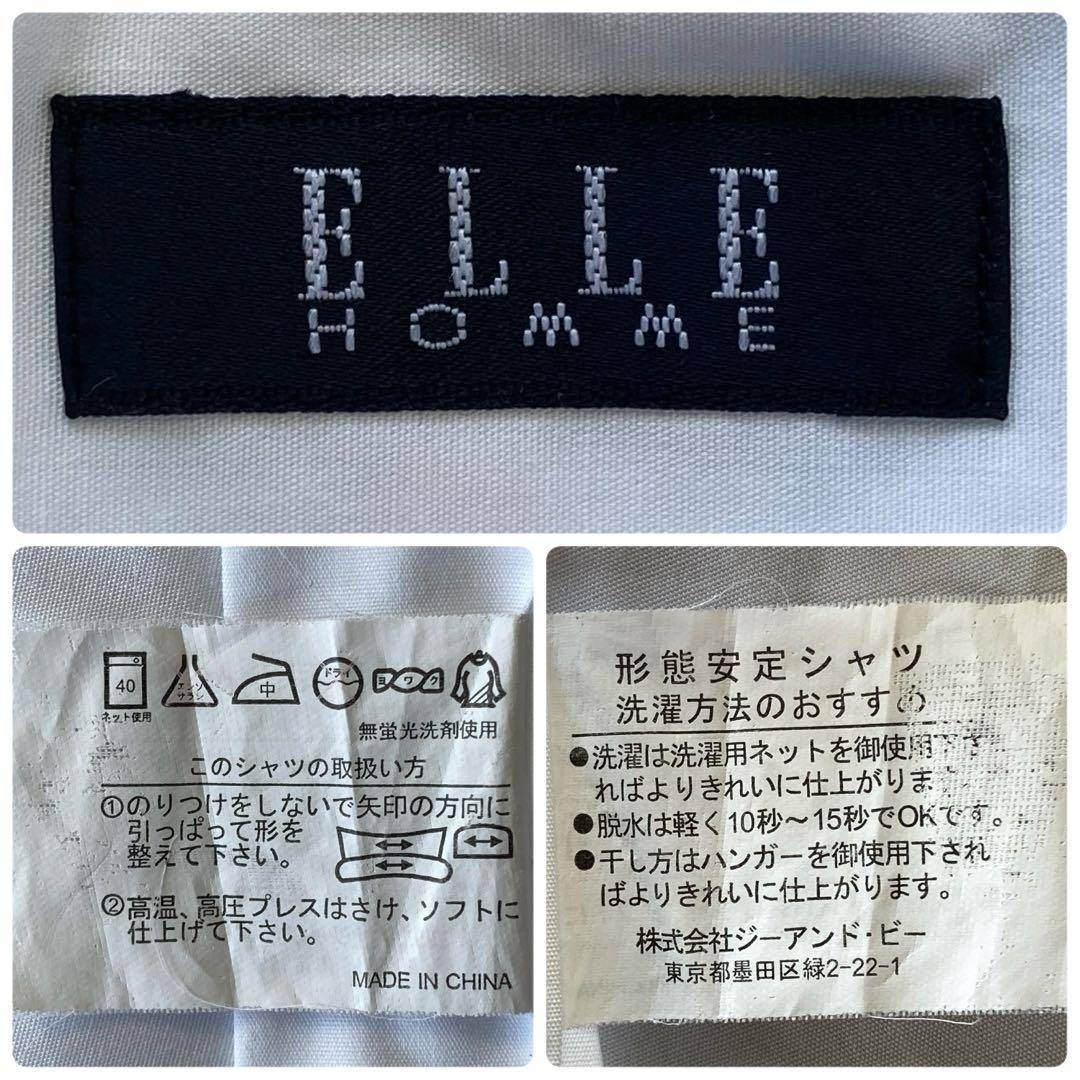 ELLE
HOMME
40
エンソ
サラシ
中
ドライ
ヨワク
ネット使用
無蛍光洗剤使用
このシャツの取扱い方
①のりつけをしないで矢印の方向に
引っぱって形を
整えて下さい。
②高温、高圧プレスはさけ、ソフトに
仕上げて下さい。
MADE IN CHINA
形態安定シャツ
洗濯方法のおすすめ
●洗濯は洗濯用ネットを御使用下さ
ればよりきれいに仕上がりま
●脱水は軽く10秒～15秒でOKです。
●干し方はハンガーを御使用下され
ばよりきれいに仕上がります。
株式会社ジーアンド・ビー
東京都墨田区緑2-22-1